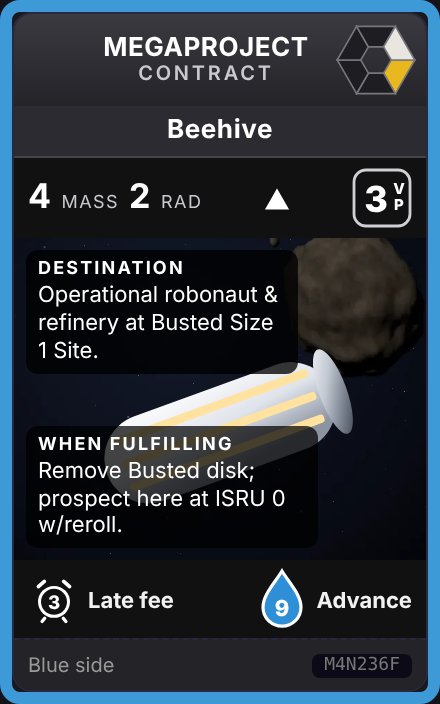 MEGAPROJECT
CONTRACT
Beehive
4 MASS 2 RAD
3 VP
DESTINATION
Operational robonaut &
refinery at Busted Size
1 Site.
WHEN FULFILLING
Remove Busted disk;
prospect here at ISRU 0
w/reroll.
3 Late fee
9 Advance
Blue side
M4N236F